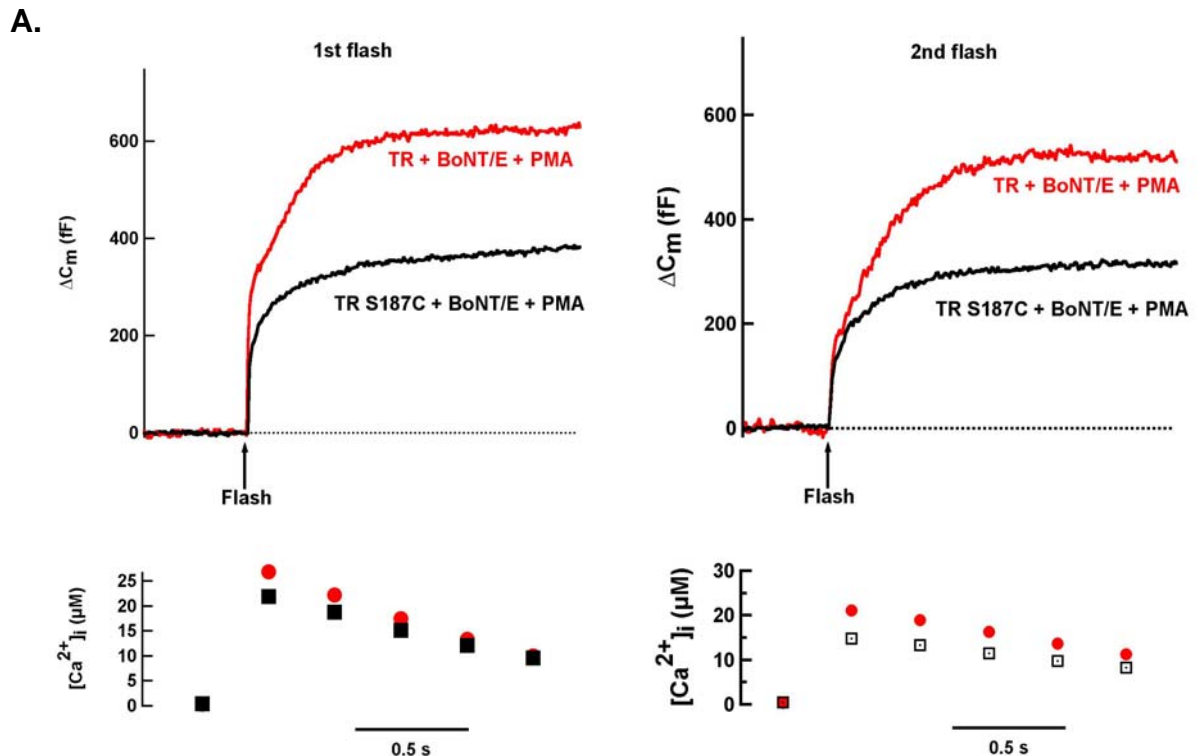 A.
1st flash
600
400
200
0
ΔCm (fF)
TR + BoNT/E + PMA
TR S187C + BoNT/E + PMA
Flash
25
20
15
10
5
0
[Ca2+]i (µM)
0.5 s
2nd flash
600
400
200
0
ΔCm (fF)
TR + BoNT/E + PMA
TR S187C + BoNT/E + PMA
Flash
30
20
10
0
[Ca2+]i (µM)
0.5 s